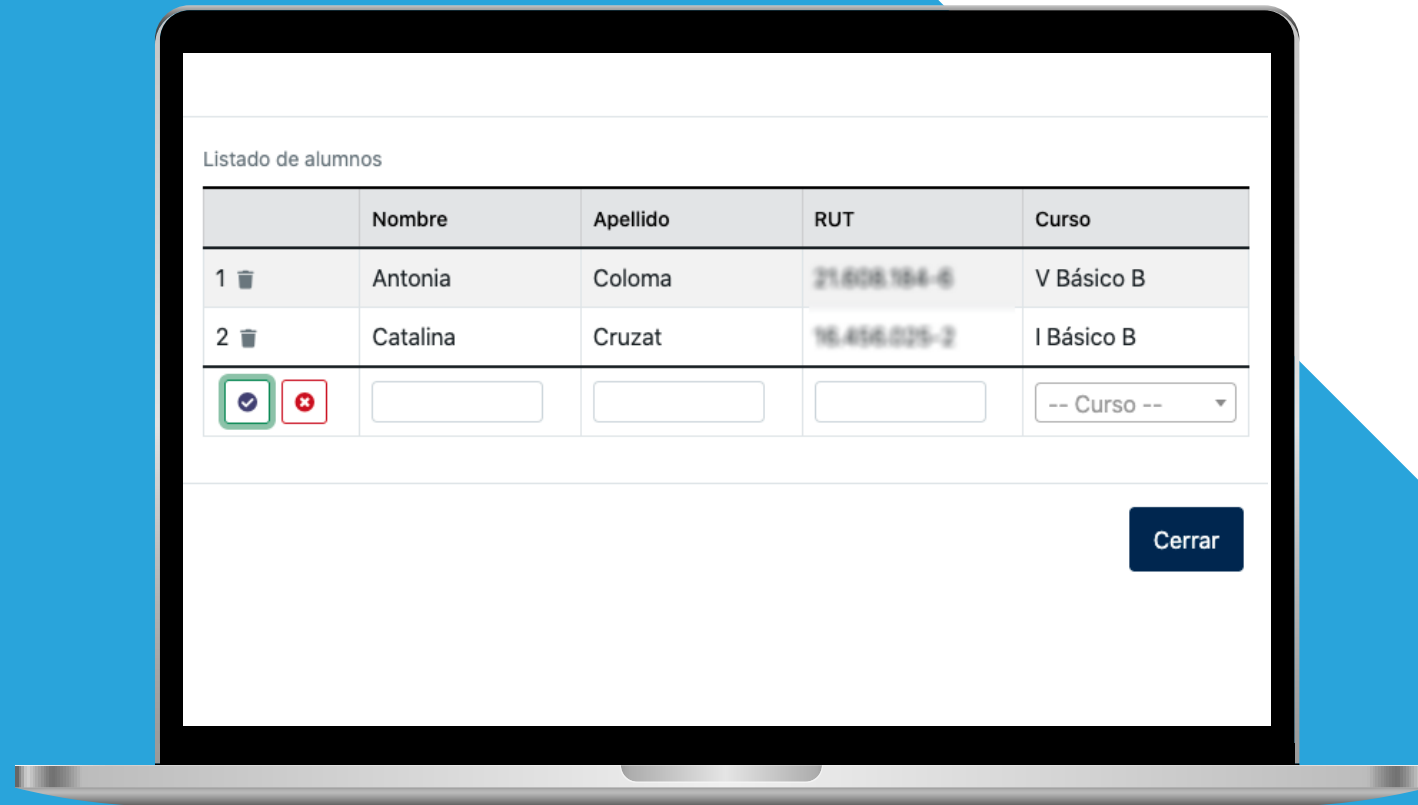 Listado de alumnos
Nombre Apellido RUT Curso
1 Antonia Coloma V Básico B
2 Catalina Cruzat I Básico B
-- Curso --
Cerrar